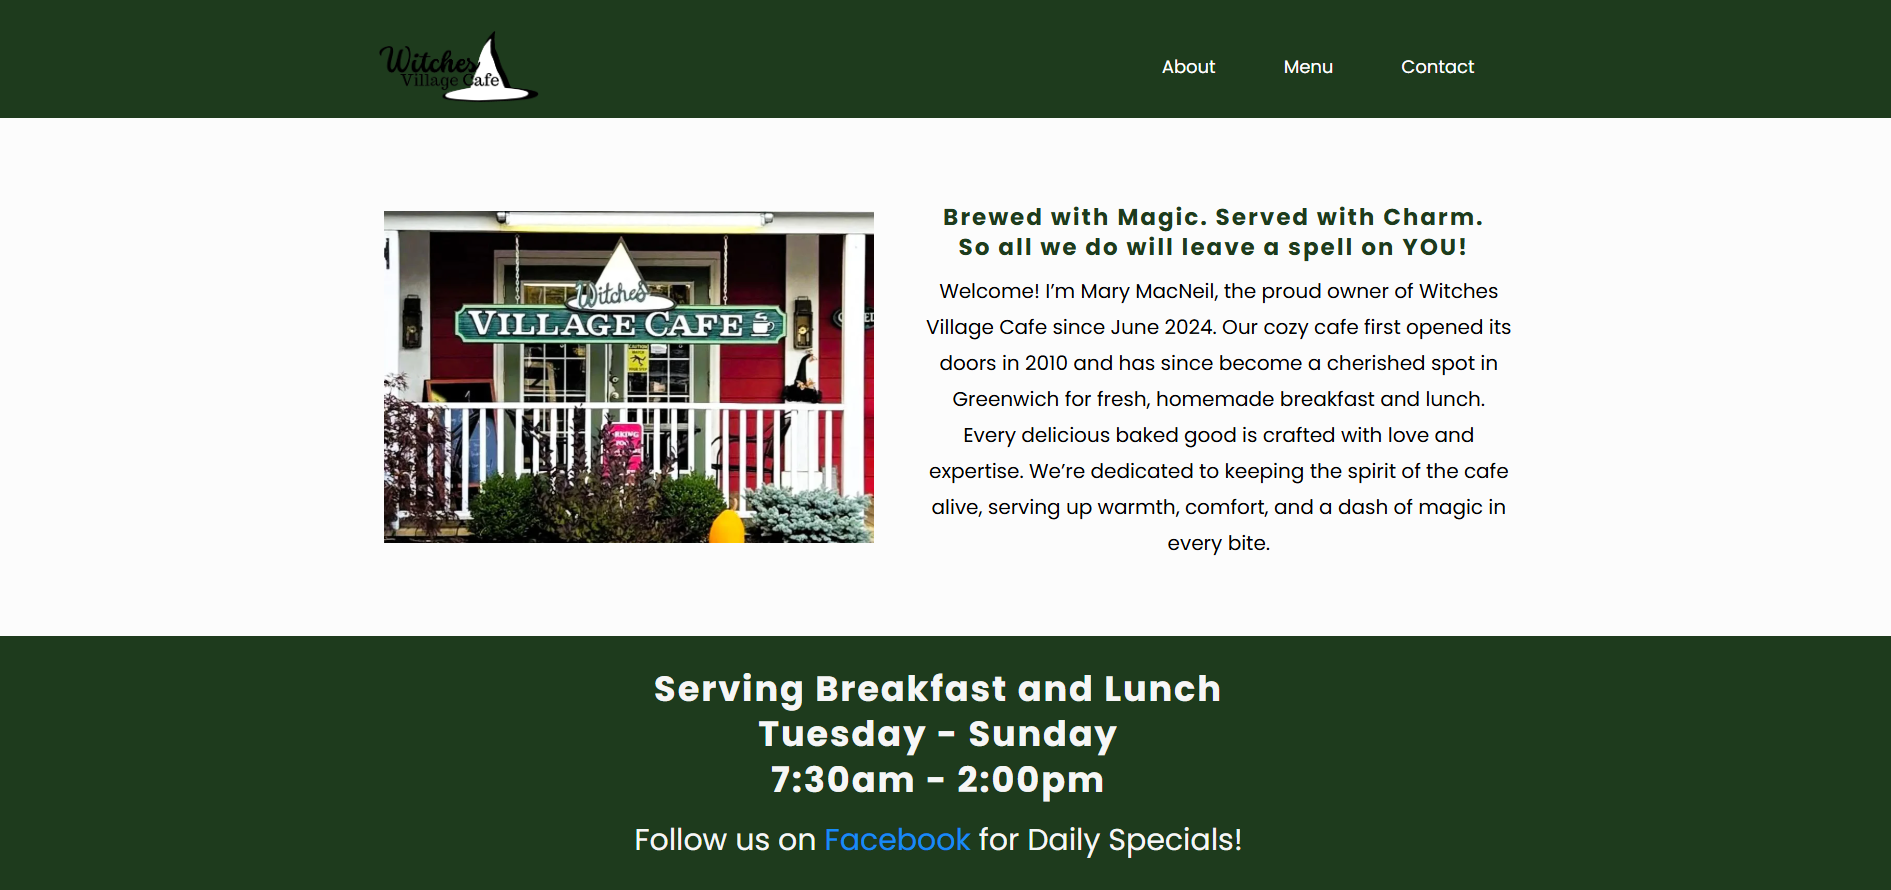 Witches
Village Cafe
About Menu Contact
Witches
VILLAGE CAFE
CAUTION
Brewed with Magic. Served with Charm.
So all we do will leave a spell on YOU!
Welcome! I’m Mary MacNeil, the proud owner of Witches
Village Cafe since June 2024. Our cozy cafe first opened its
doors in 2010 and has since become a cherished spot in
Greenwich for fresh, homemade breakfast and lunch.
Every delicious baked good is crafted with love and
expertise. We’re dedicated to keeping the spirit of the cafe
alive, serving up warmth, comfort, and a dash of magic in
every bite.
Serving Breakfast and Lunch
Tuesday - Sunday
7:30am - 2:00pm
Follow us on Facebook for Daily Specials!